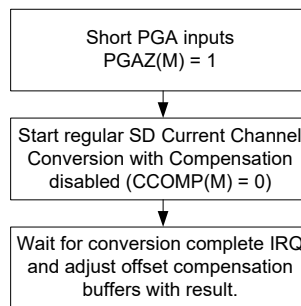 Short PGA inputs
PGAZ(M) = 1
Start regular SD Current Channel
Conversion with Compensation
disabled (CCOMP(M) = 0)
Wait for conversion complete IRQ
and adjust offset compensation
buffers with result.